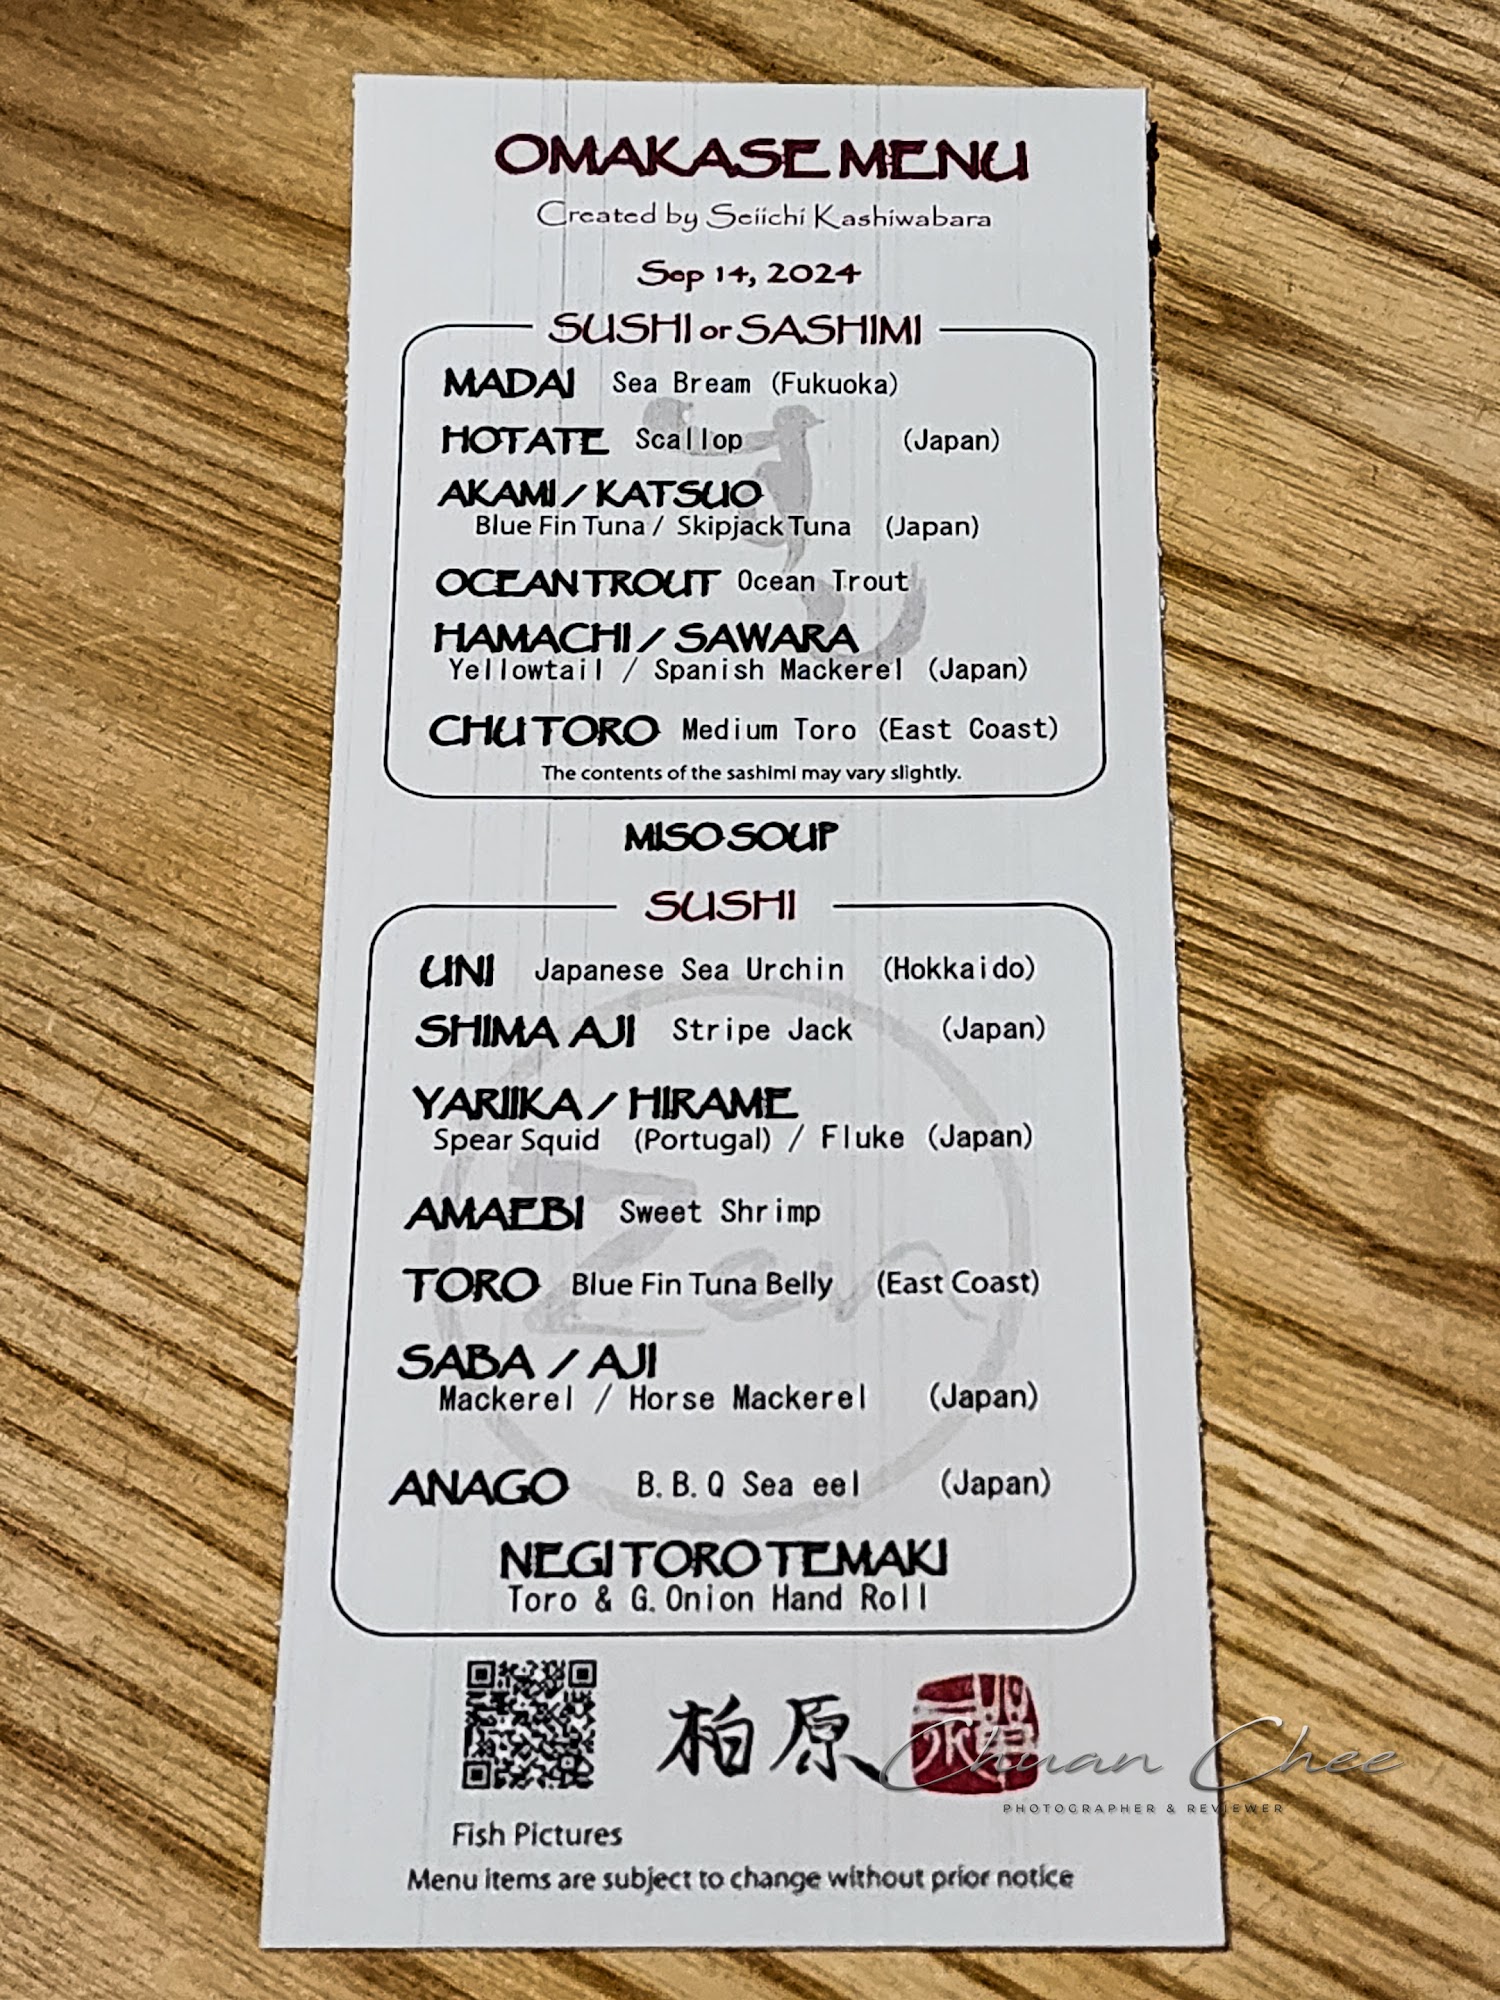 OMAKASE MENU
Created by Seiichi Kashiwabara
Sep 14, 2024
SUSHI or SASHIMI
MADAI Sea Bream (Fukuoka)
HOTATE Scallop (Japan)
AKAMI / KATSUO
Blue Fin Tuna / Skipjack Tuna (Japan)
OCEAN TROUT Ocean Trout
HAMACHI / SAWARA
Yellowtail / Spanish Mackerel (Japan)
CHU TORO Medium Toro (East Coast)
The contents of the sashimi may vary slightly.
MISO SOUP
SUSHI
UNI Japanese Sea Urchin (Hokkaido)
SHIMA AJI Stripe Jack (Japan)
YARIIKA / HIRAME
Spear Squid (Portugal) / Fluke (Japan)
AMAEBI Sweet Shrimp
TORO Blue Fin Tuna Belly (East Coast)
SABA / AJI
Mackerel / Horse Mackerel (Japan)
ANAGO B.B.Q Sea eel (Japan)
NEGI TORO TEMAKI
Toro & G.Onion Hand Roll
Zen
柏原
Chuan Chee
PHOTOGRAPHER & REVIEWER
Fish Pictures
Menu items are subject to change without prior notice